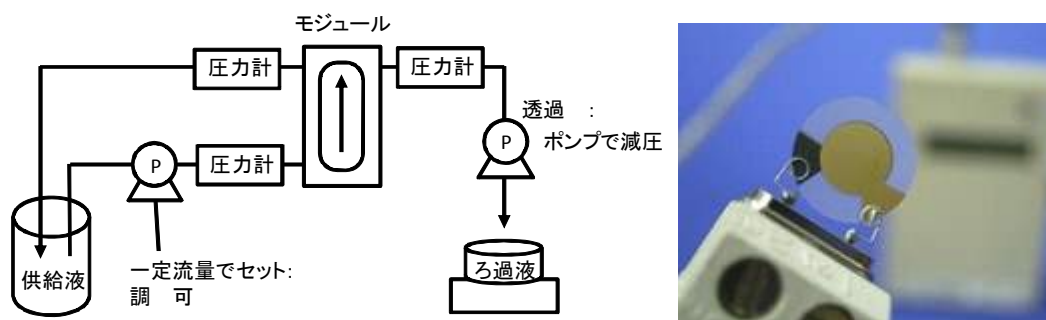 モジュール
圧力計
圧力計
透過　：
P
ポンプで減圧
P
圧力計
供給液
一定流量でセット:
調　可
ろ過液